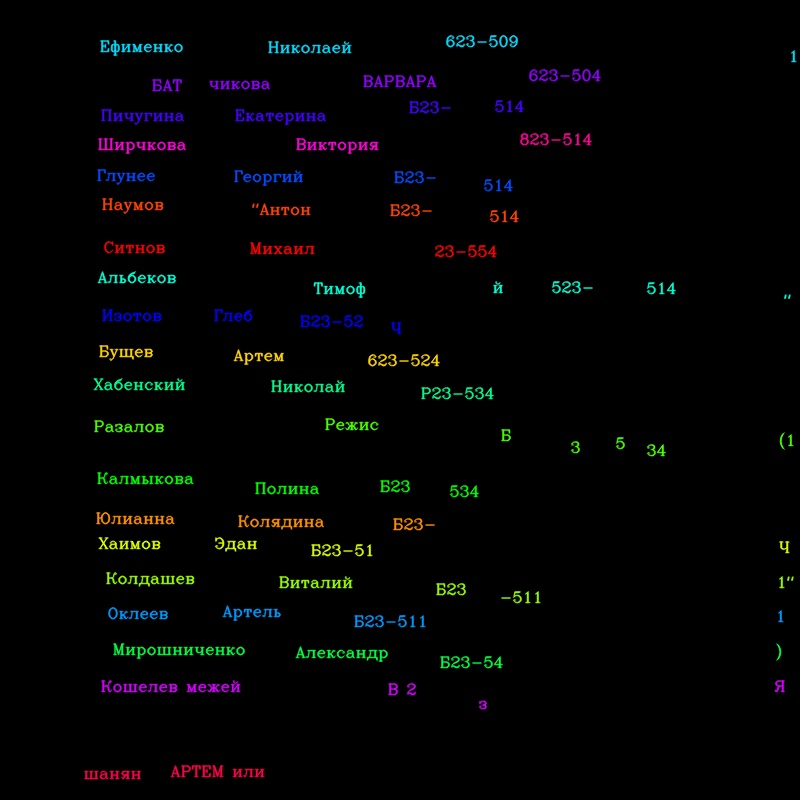 Ефименко Николаей 623-509 1
БАТ чикова ВАРВАРА 623-504
Пичугина Екатерина Б23- 514
Ширчкова Виктория 823-514
Глунее Георгий Б23- 514
Наумов "Антон Б23- 514
Ситнов Михаил 23-554
Альбеков Тимоф й 523- 514 "
Изотов Глеб Б23-52 Ч
Бущев Артем 623-524
Хабенский Николай Р23-534
Разалов Режис Б 3 5 34 (1
Калмыкова Полина Б23 534
Юлианна Колядина Б23-
Хаимов Эдан Б23-51 Ч
Колдашев Виталий Б23 -511 1"
Оклеев Артель Б23-511 1
Мирошниченко Александр Б23-54 )
Кошелев межей В 2 з Я
шанян АРТЕМ или